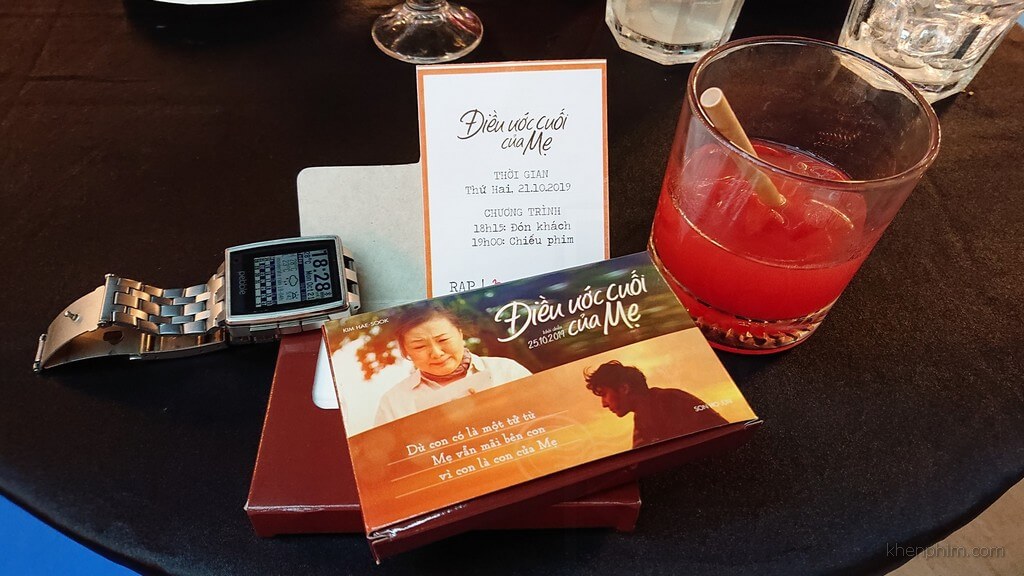 Điều ước cuối
của Mẹ
THỜI GIAN
Thứ Hai, 21.10.2019
CHƯƠNG TRÌNH
18h15: Đón khách
19h00: Chiếu phim
RẠP
18:28
pebble
KIM HAE SOOK
Điều ước cuối
của Mẹ
khởi chiếu
25.10.2019
SON HO JUN
Dù con có là một tử tù
Mẹ vẫn mãi bên con
vì con là con của Mẹ
khenphim.com